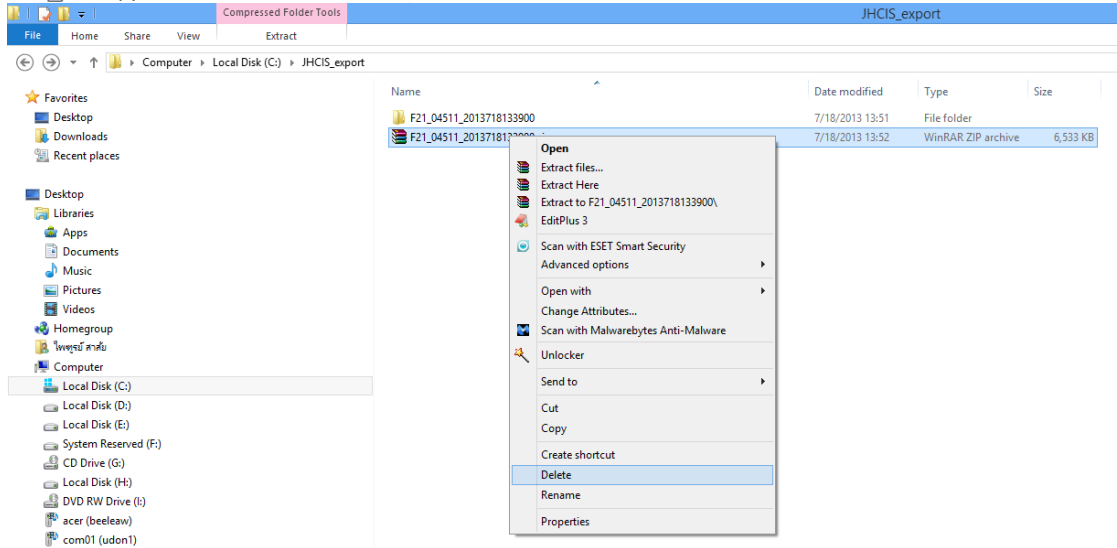 Compressed Folder Tools
JHCIS_export
File Home Share View Extract
Computer Local Disk (C:) JHCIS_export
Name Date modified Type Size
F21_04511_2013718133900 7/18/2013 13:51 File folder
7/18/2013 13:52 WinRAR ZIP archive 6,533 KB
Favorites
Desktop
Downloads
Recent places
Desktop
Libraries
Apps
Documents
Music
Pictures
Videos
Homegroup
ไพฑูรย์ สาสัย
Computer
Local Disk (C:)
Local Disk (D:)
Local Disk (E:)
System Reserved (F:)
CD Drive (G:)
Local Disk (H:)
DVD RW Drive (I:)
acer (beeleaw)
com01 (udon1)
Open
Extract files...
Extract Here
Extract to F21_04511_2013718133900\
EditPlus 3
Scan with ESET Smart Security
Advanced options
Open with
Change Attributes...
Scan with Malwarebytes Anti-Malware
Unlocker
Send to
Cut
Copy
Create shortcut
Delete
Rename
Properties